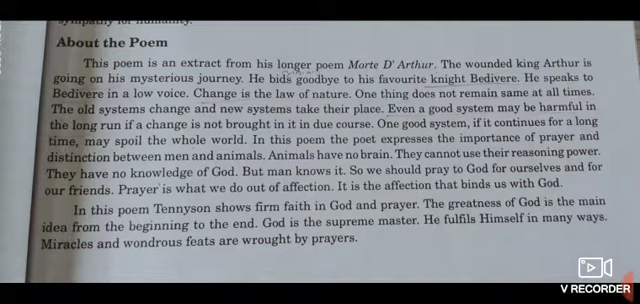 sympathy for humanity.
About the Poem
This poem is an extract from his longer poem Morte D' Arthur. The wounded king Arthur is
going on his mysterious journey. He bids goodbye to his favourite knight Bedivere. He speaks to
Bedivere in a low voice. Change is the law of nature. One thing does not remain same at all times.
The old systems change and new systems take their place. Even a good system may be harmful in
the long run if a change is not brought in it in due course. One good system, if it continues for a long
time, may spoil the whole world. In this poem the poet expresses the importance of prayer and
distinction between men and animals. Animals have no brain. They cannot use their reasoning power.
They have no knowledge of God. But man knows it. So we should pray to God for ourselves and for
our friends. Prayer is what we do out of affection. It is the affection that binds us with God.
In this poem Tennyson shows firm faith in God and prayer. The greatness of God is the main
idea from the beginning to the end. God is the supreme master. He fulfils Himself in many ways.
Miracles and wondrous feats are wrought by prayers.
V RECORDER